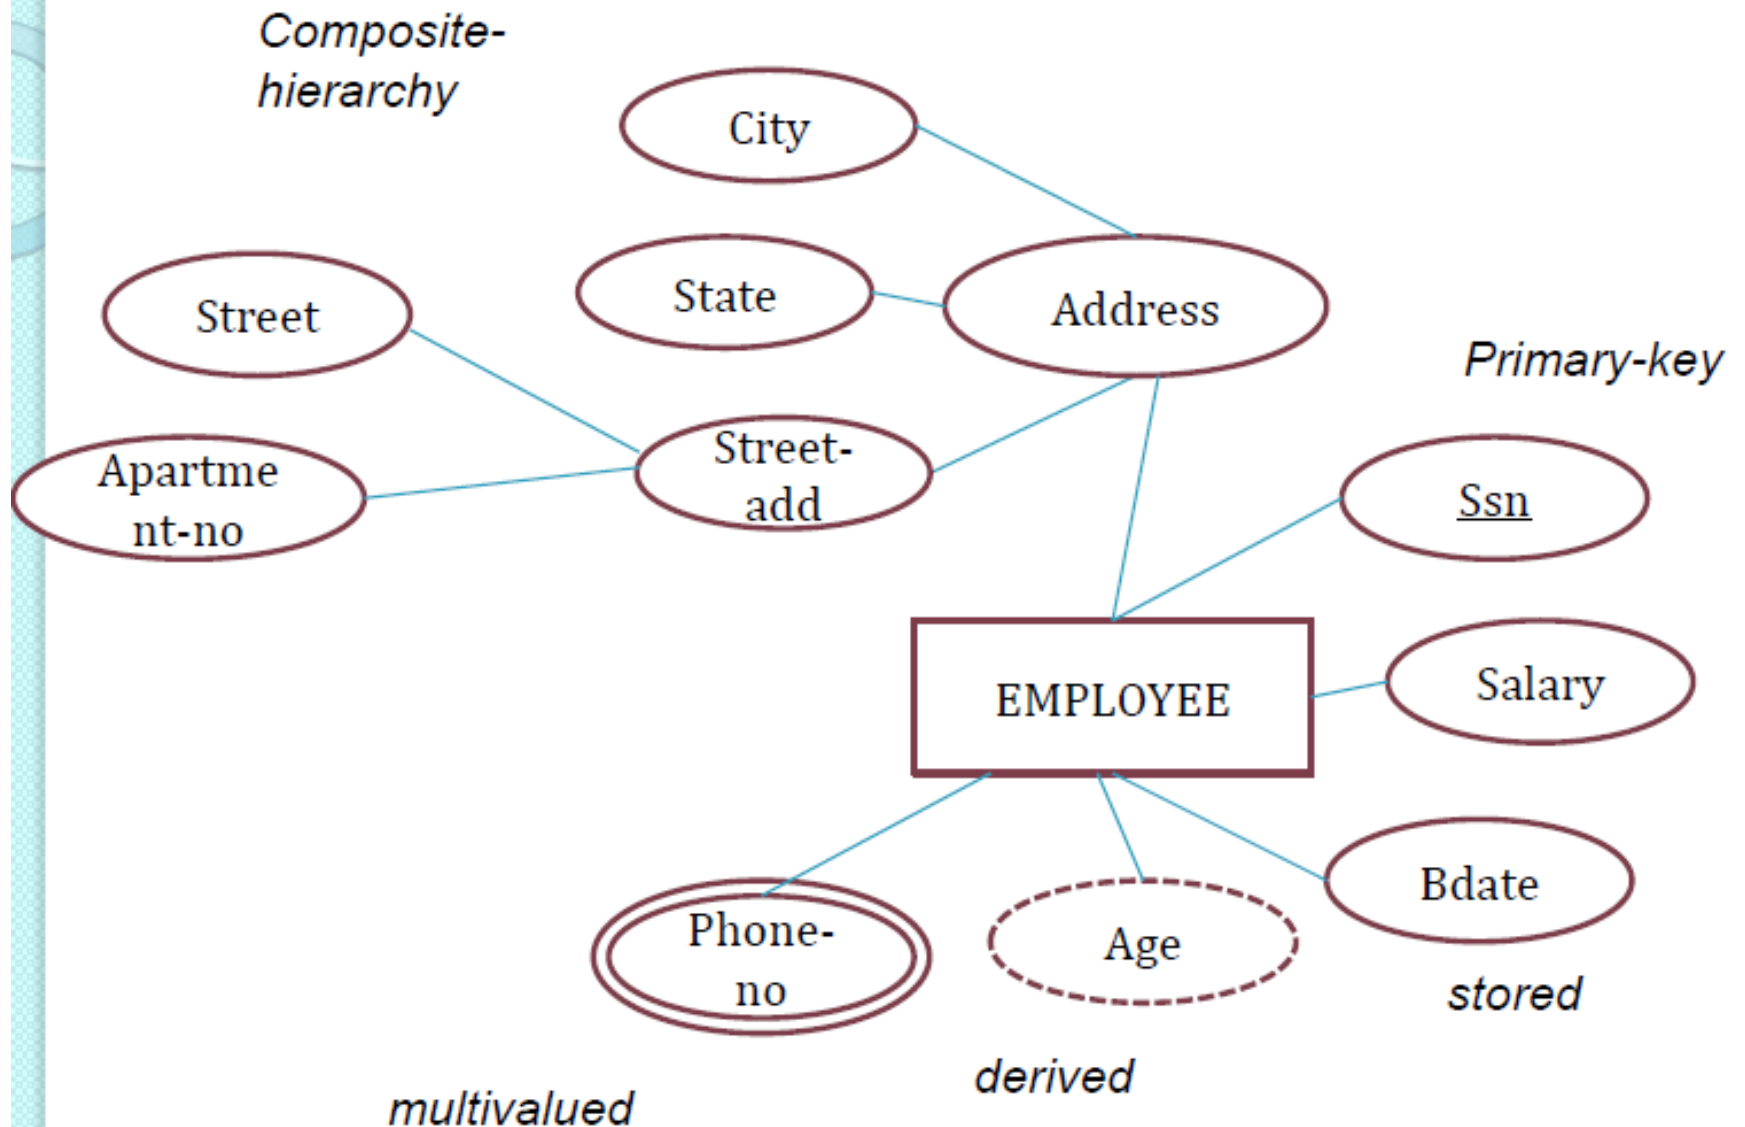 Composite-
hierarchy
City
State
Address
Street
Primary-key
Apartme
nt-no
Street-
add
Ssn
EMPLOYEE
Salary
Phone-
no
Age
Bdate
stored
derived
multivalued